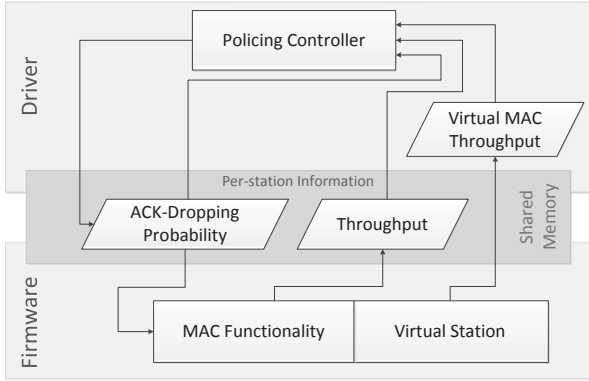 Policing Controller
Driver
Virtual MAC
Throughput
Per-station Information
ACK-Dropping
Probability
Throughput
Shared
Memory
Firmware
MAC Functionality
Virtual Station